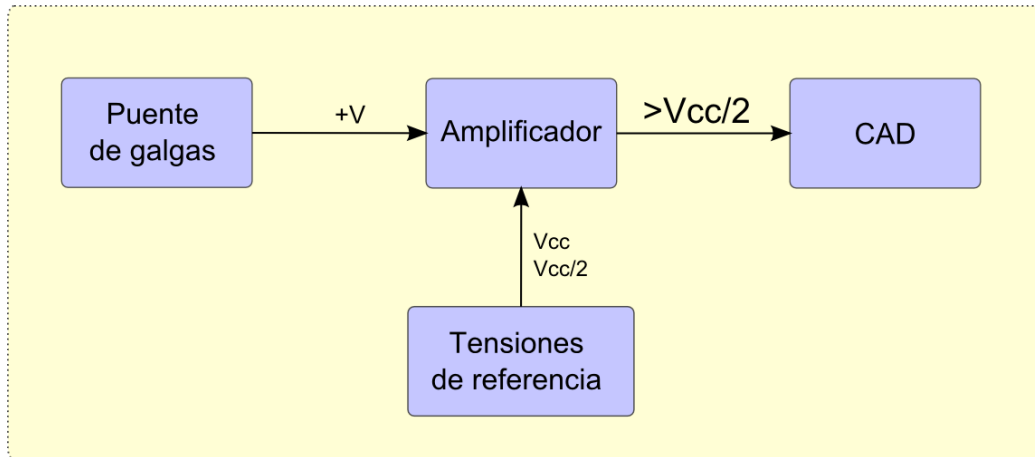 Puente
de galgas
+V
Amplificador
>Vcc/2
CAD
Vcc
Vcc/2
Tensiones
de referencia